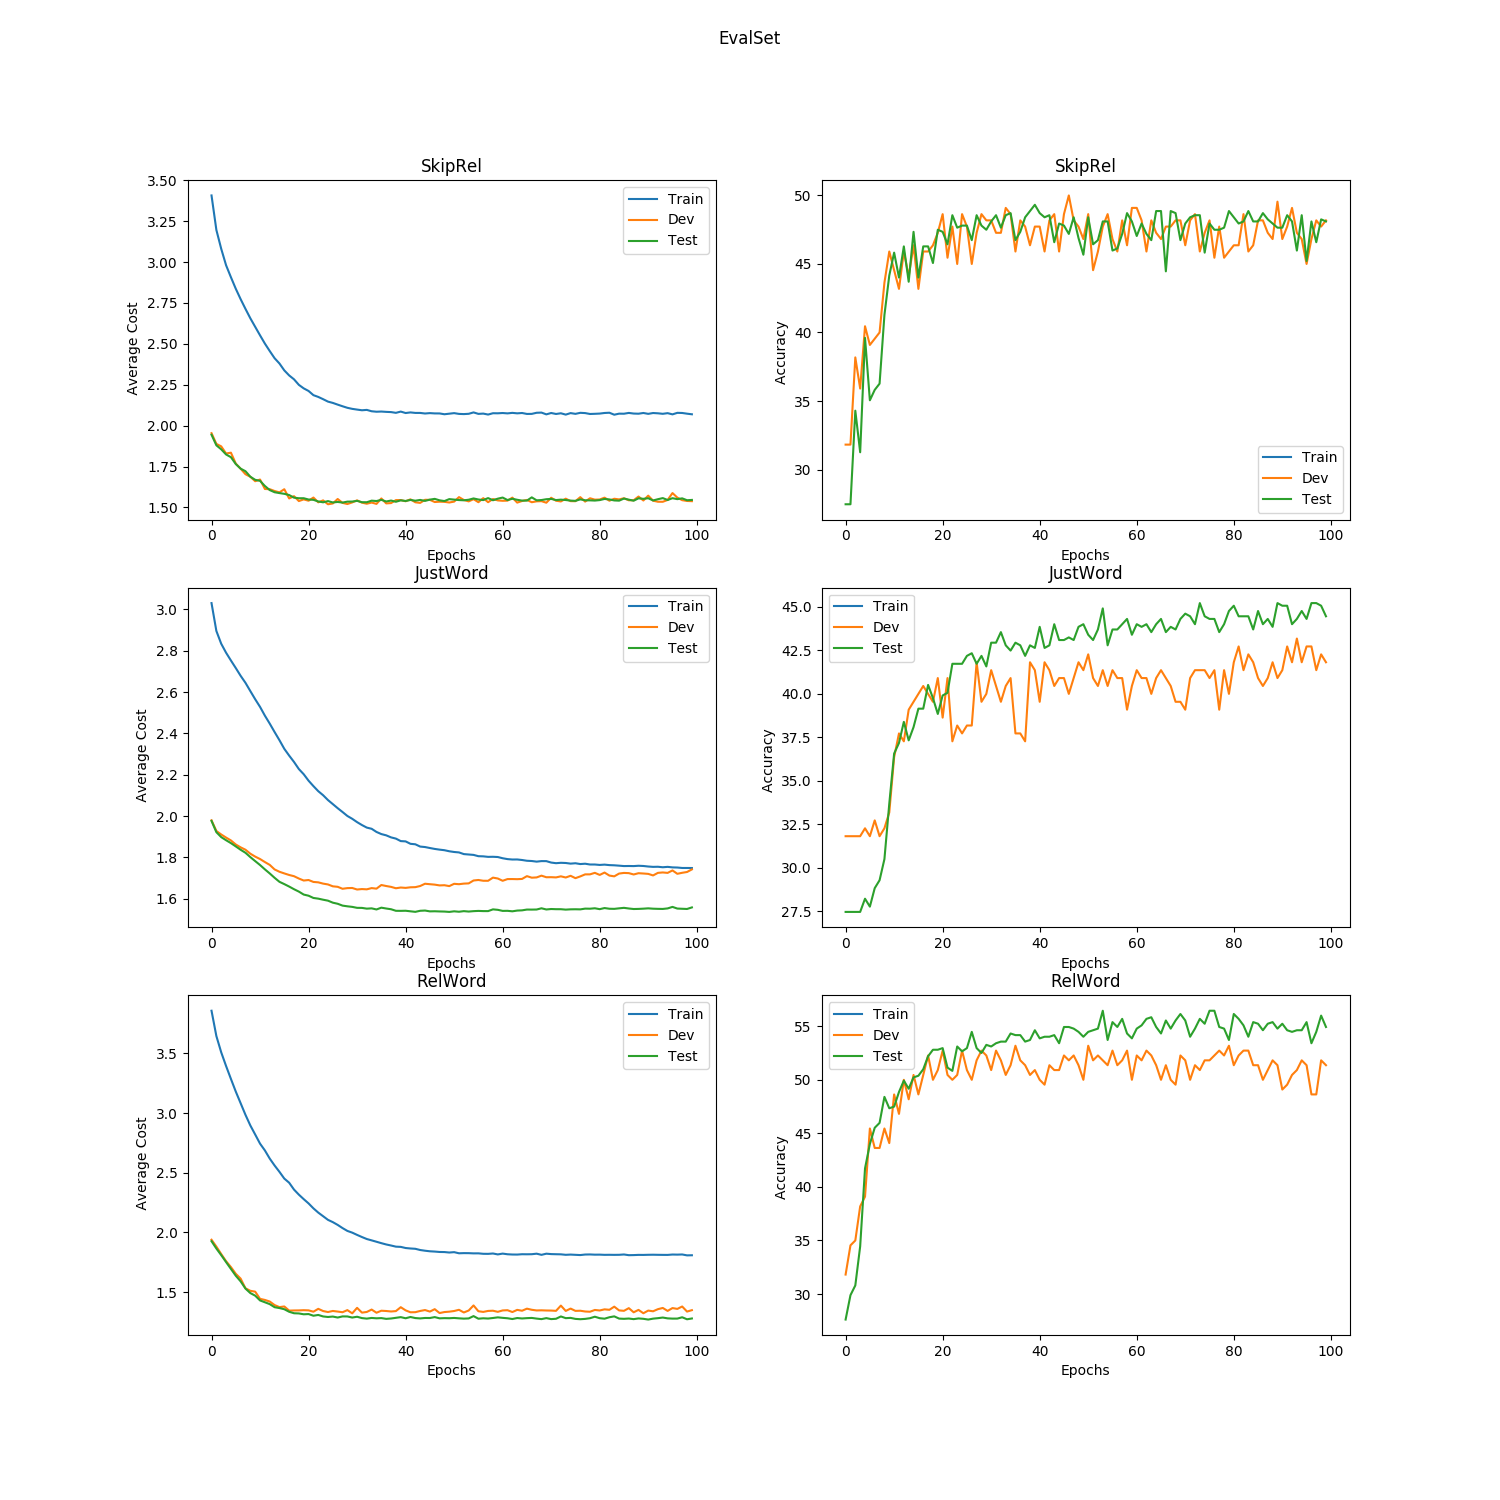 EvalSet
SkipRel
3.50
3.25
3.00
2.75
2.50
2.25
2.00
1.75
1.50
Average Cost
Train
Dev
Test
0 20 40 60 80 100
Epochs
SkipRel
50
45
40
35
30
Accuracy
Train
Dev
Test
0 20 40 60 80 100
Epochs
JustWord
3.0
2.8
2.6
2.4
2.2
2.0
1.8
1.6
Average Cost
Train
Dev
Test
0 20 40 60 80 100
Epochs
JustWord
45.0
42.5
40.0
37.5
35.0
32.5
30.0
27.5
Accuracy
Train
Dev
Test
0 20 40 60 80 100
Epochs
RelWord
3.5
3.0
2.5
2.0
1.5
Average Cost
Train
Dev
Test
0 20 40 60 80 100
Epochs
RelWord
55
50
45
40
35
30
Accuracy
Train
Dev
Test
0 20 40 60 80 100
Epochs